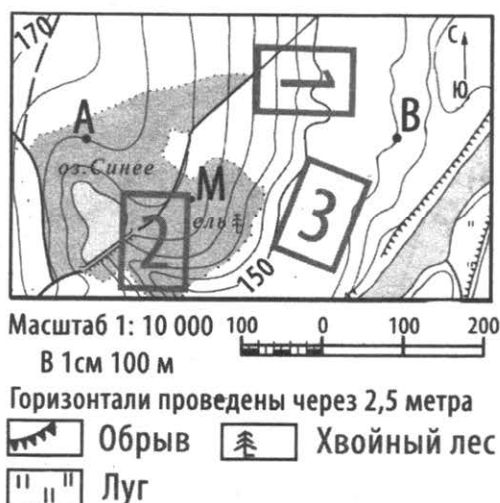 170
С
1
А
В
Ю
оз. Синее
М
ель
2
3
150
Масштаб 1: 10 000 100 0 100 200
В 1см 100 м
Горизонтали проведены через 2,5 метра
Обрыв Хвойный лес
Луг